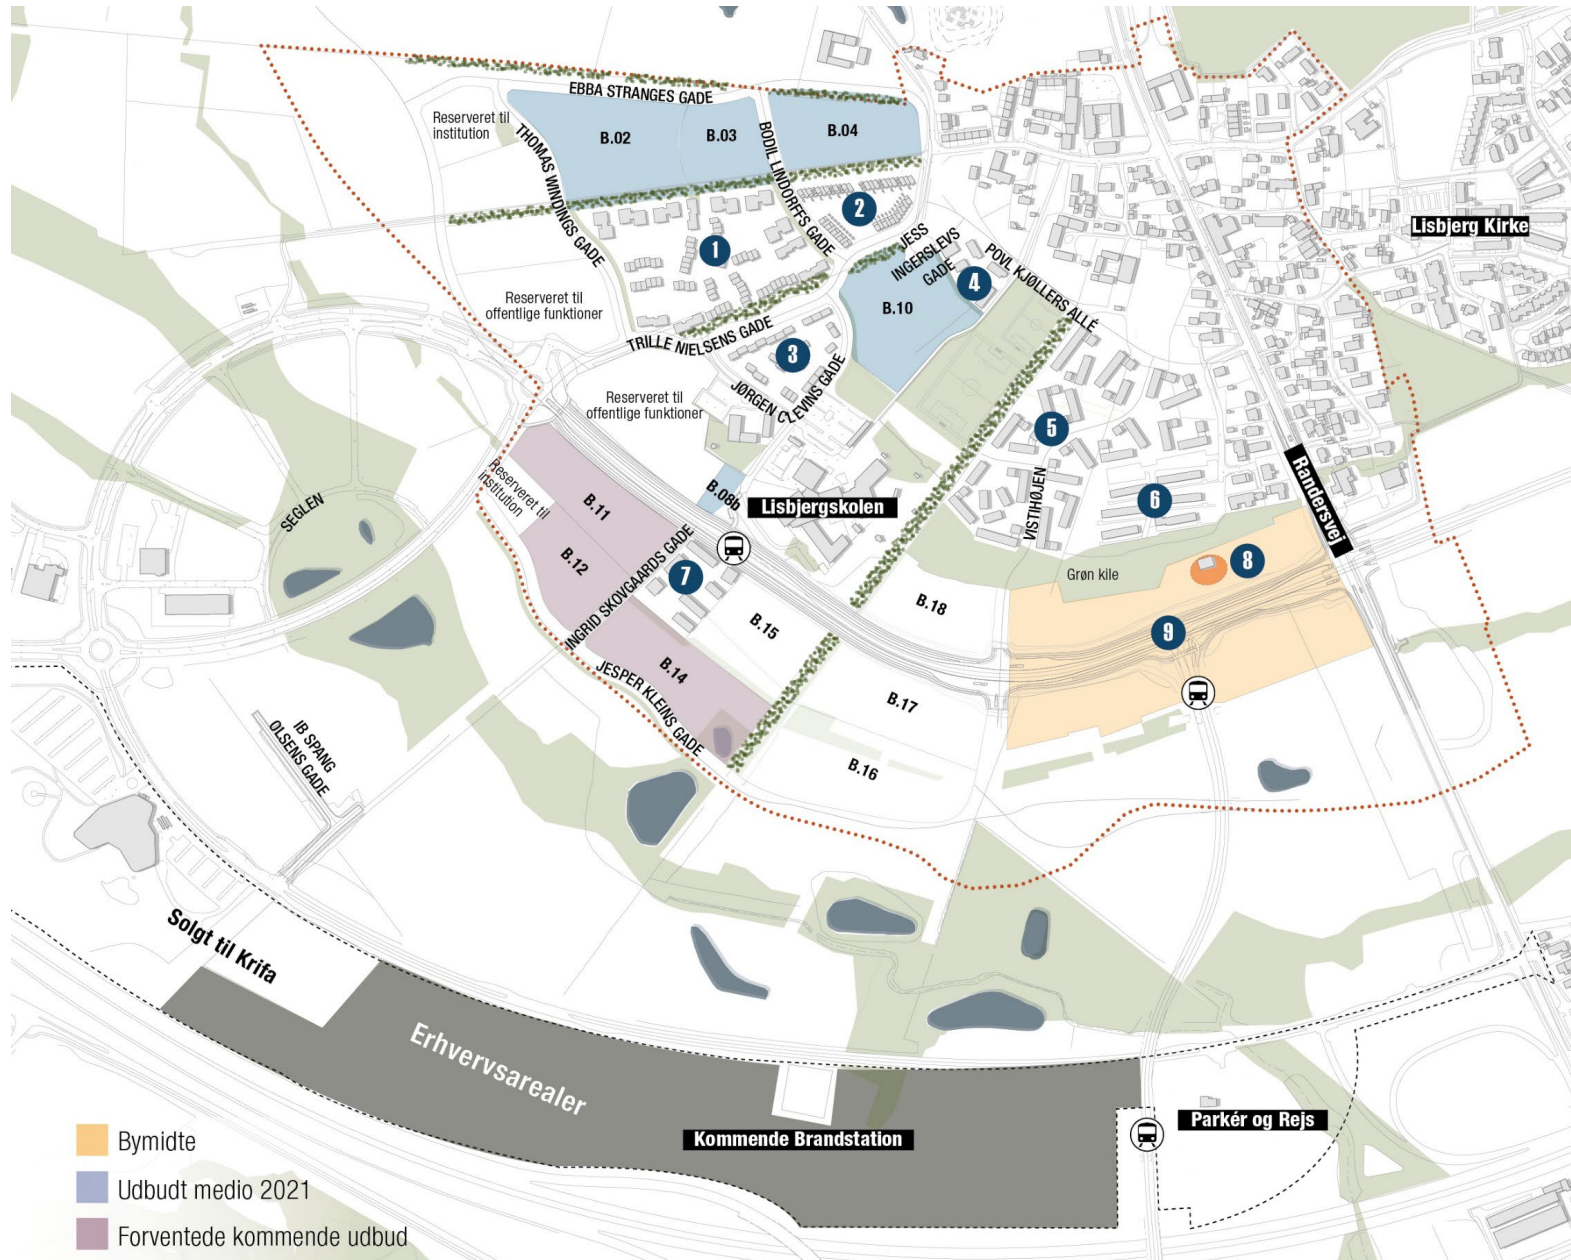 EBBA STRANGES GADE
Reserveret til
institution
THOMAS WINDINGS GADE
B.02
B.03
BODIL LINDORFFS GADE
B.04
2
Lisbjerg Kirke
1
JESS
INGERSLEVS
GADE
POVL KJØLLERS ALLÉ
4
B.10
Reserveret til
offentlige funktioner
TRILLE NIELSENS GADE
3
JØRGEN CLEVINS GADE
Reserveret til
offentlige funktioner
5
Reserveret til
institution
B.11
B.08b
Lisbjergskolen
VISTIHØJEN
6
Randersvej
SEGLEN
B.12
INGRID SKOVGAARDS GADE
7
Grøn kile
8
B.18
B.15
9
B.14
JESPER KLEINS GADE
B.17
B.16
IB SPANG
OLSENS GADE
Solgt til Krifa
Erhvervsarealer
Kommende Brandstation
Parkér og Rejs
Bymidte
Udbudt medio 2021
Forventede kommende udbud